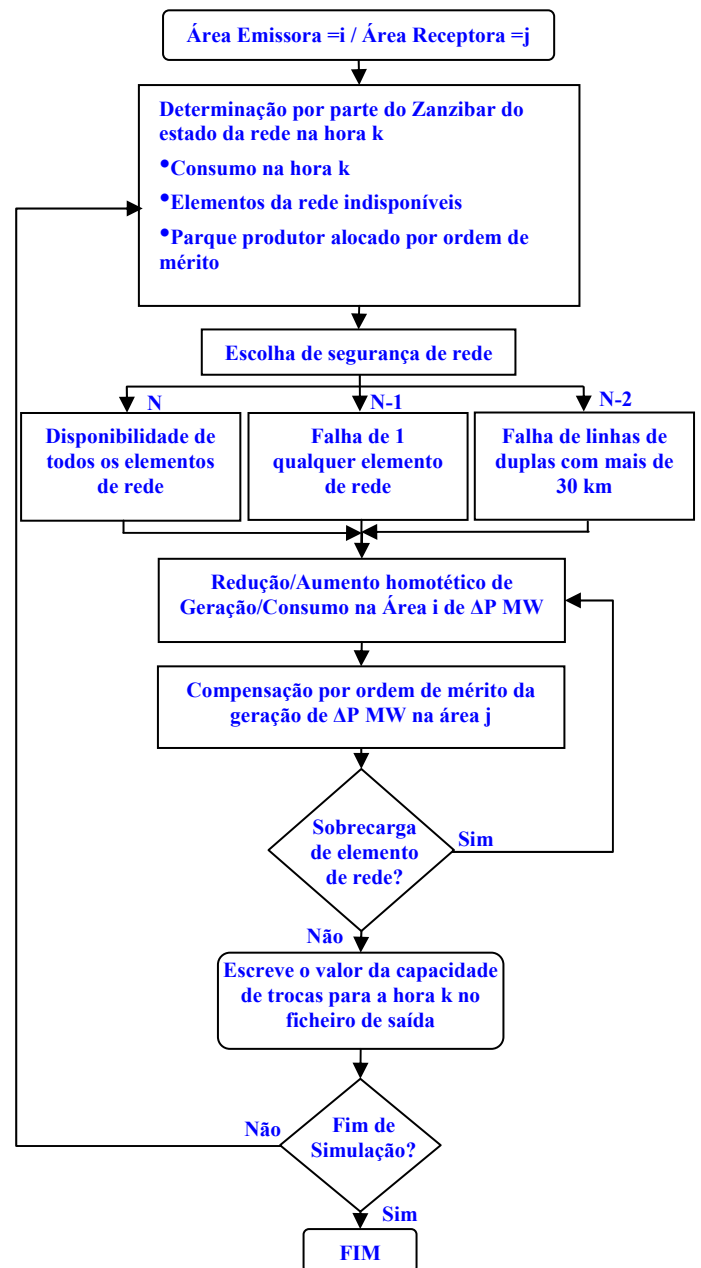 Área Emissora =i / Área Receptora =j
Determinação por parte do Zanzibar do
estado da rede na hora k
•Consumo na hora k
•Elementos da rede indisponíveis
•Parque produtor alocado por ordem de
mérito
Escolha de segurança de rede
N
N-1
N-2
Disponibilidade de
todos os elementos
de rede
Falha de 1
qualquer elemento
de rede
Falha de linhas de
duplas com mais de
30 km
Redução/Aumento homotético de
Geração/Consumo na Área i de ΔP MW
Compensação por ordem de mérito da
geração de ΔP MW na área j
Sobrecarga
de elemento
de rede?
Sim
Não
Escreve o valor da capacidade
de trocas para a hora k no
ficheiro de saída
Não
Fim de
Simulação?
Sim
FIM